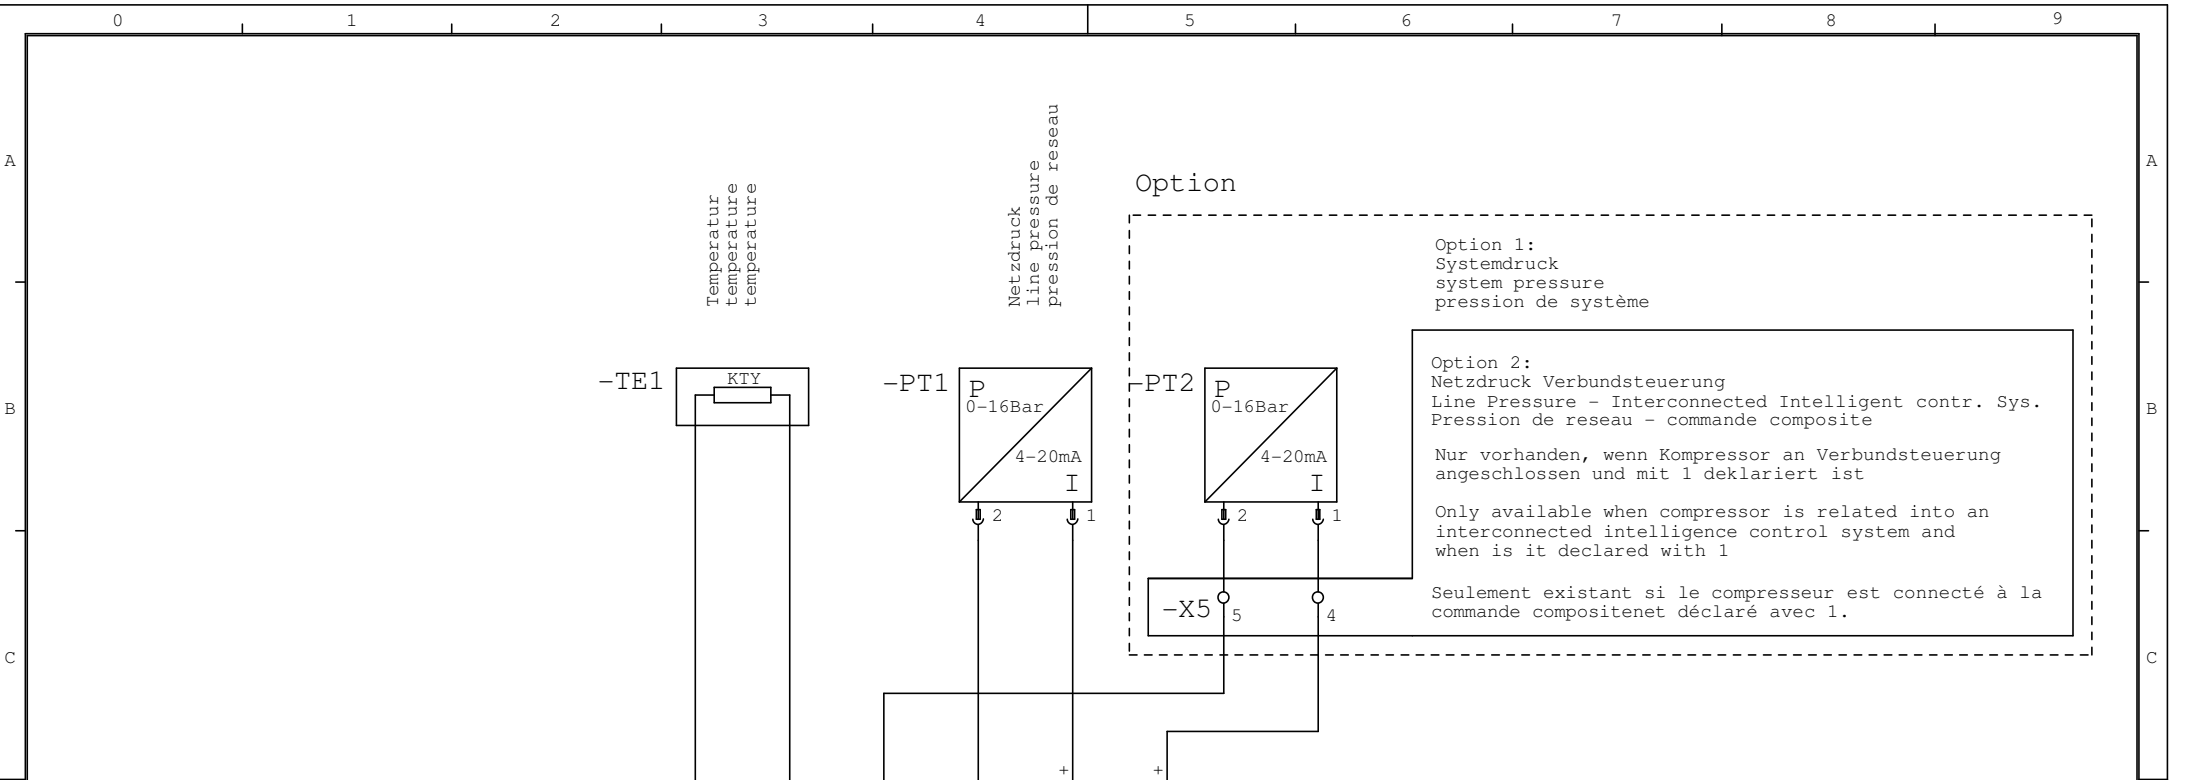 0 1 2 3 4 5 6 7 8 9
A
A
Temperatur
temperature
temperature
Netzdruck
line pressure
pression de reseau
Option
Option 1:
Systemdruck
system pressure
pression de système
B
B
-TE1
KTY
-PT1
P
0-16Bar
4-20mA
I
2
1
-PT2
P
0-16Bar
4-20mA
I
2
1
Option 2:
Netzdruck Verbundsteuerung
Line Pressure - Interconnected Intelligent contr. Sys.
Pression de reseau - commande composite
Nur vorhanden, wenn Kompressor an Verbundsteuerung
angeschlossen und mit 1 deklariert ist
Only available when compressor is related into an
interconnected intelligence control system and
when is it declared with 1
Seulement existant si le compresseur est connecté à la
commande compositenet déclaré avec 1.
-X5
5
4
C
C
+
+